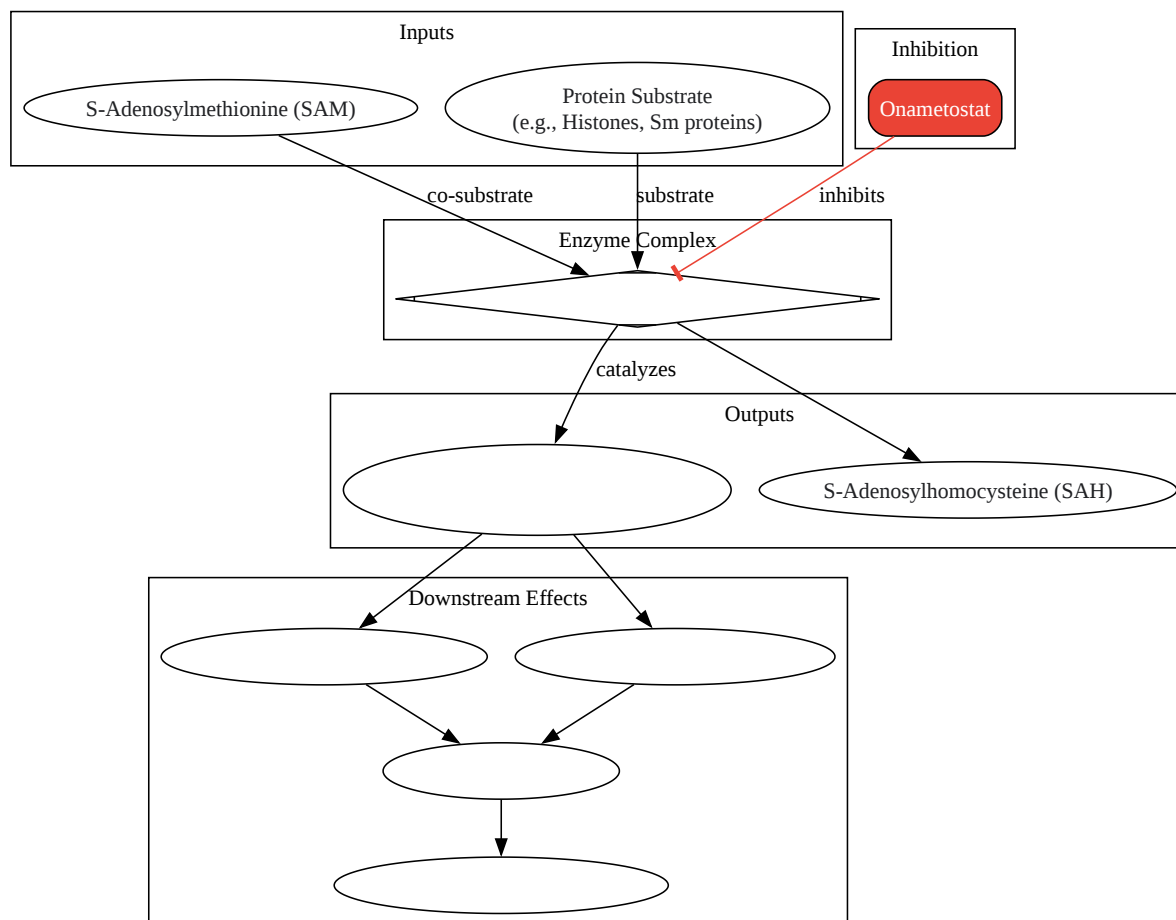 Inputs
Inhibition
S-Adenosylmethionine (SAM)
Protein Substrate
(e.g., Histones, Sm proteins)
Onametostat
co-substrate
substrate
inhibits
Enzyme Complex
catalyzes
Outputs
S-Adenosylhomocysteine (SAH)
Downstream Effects